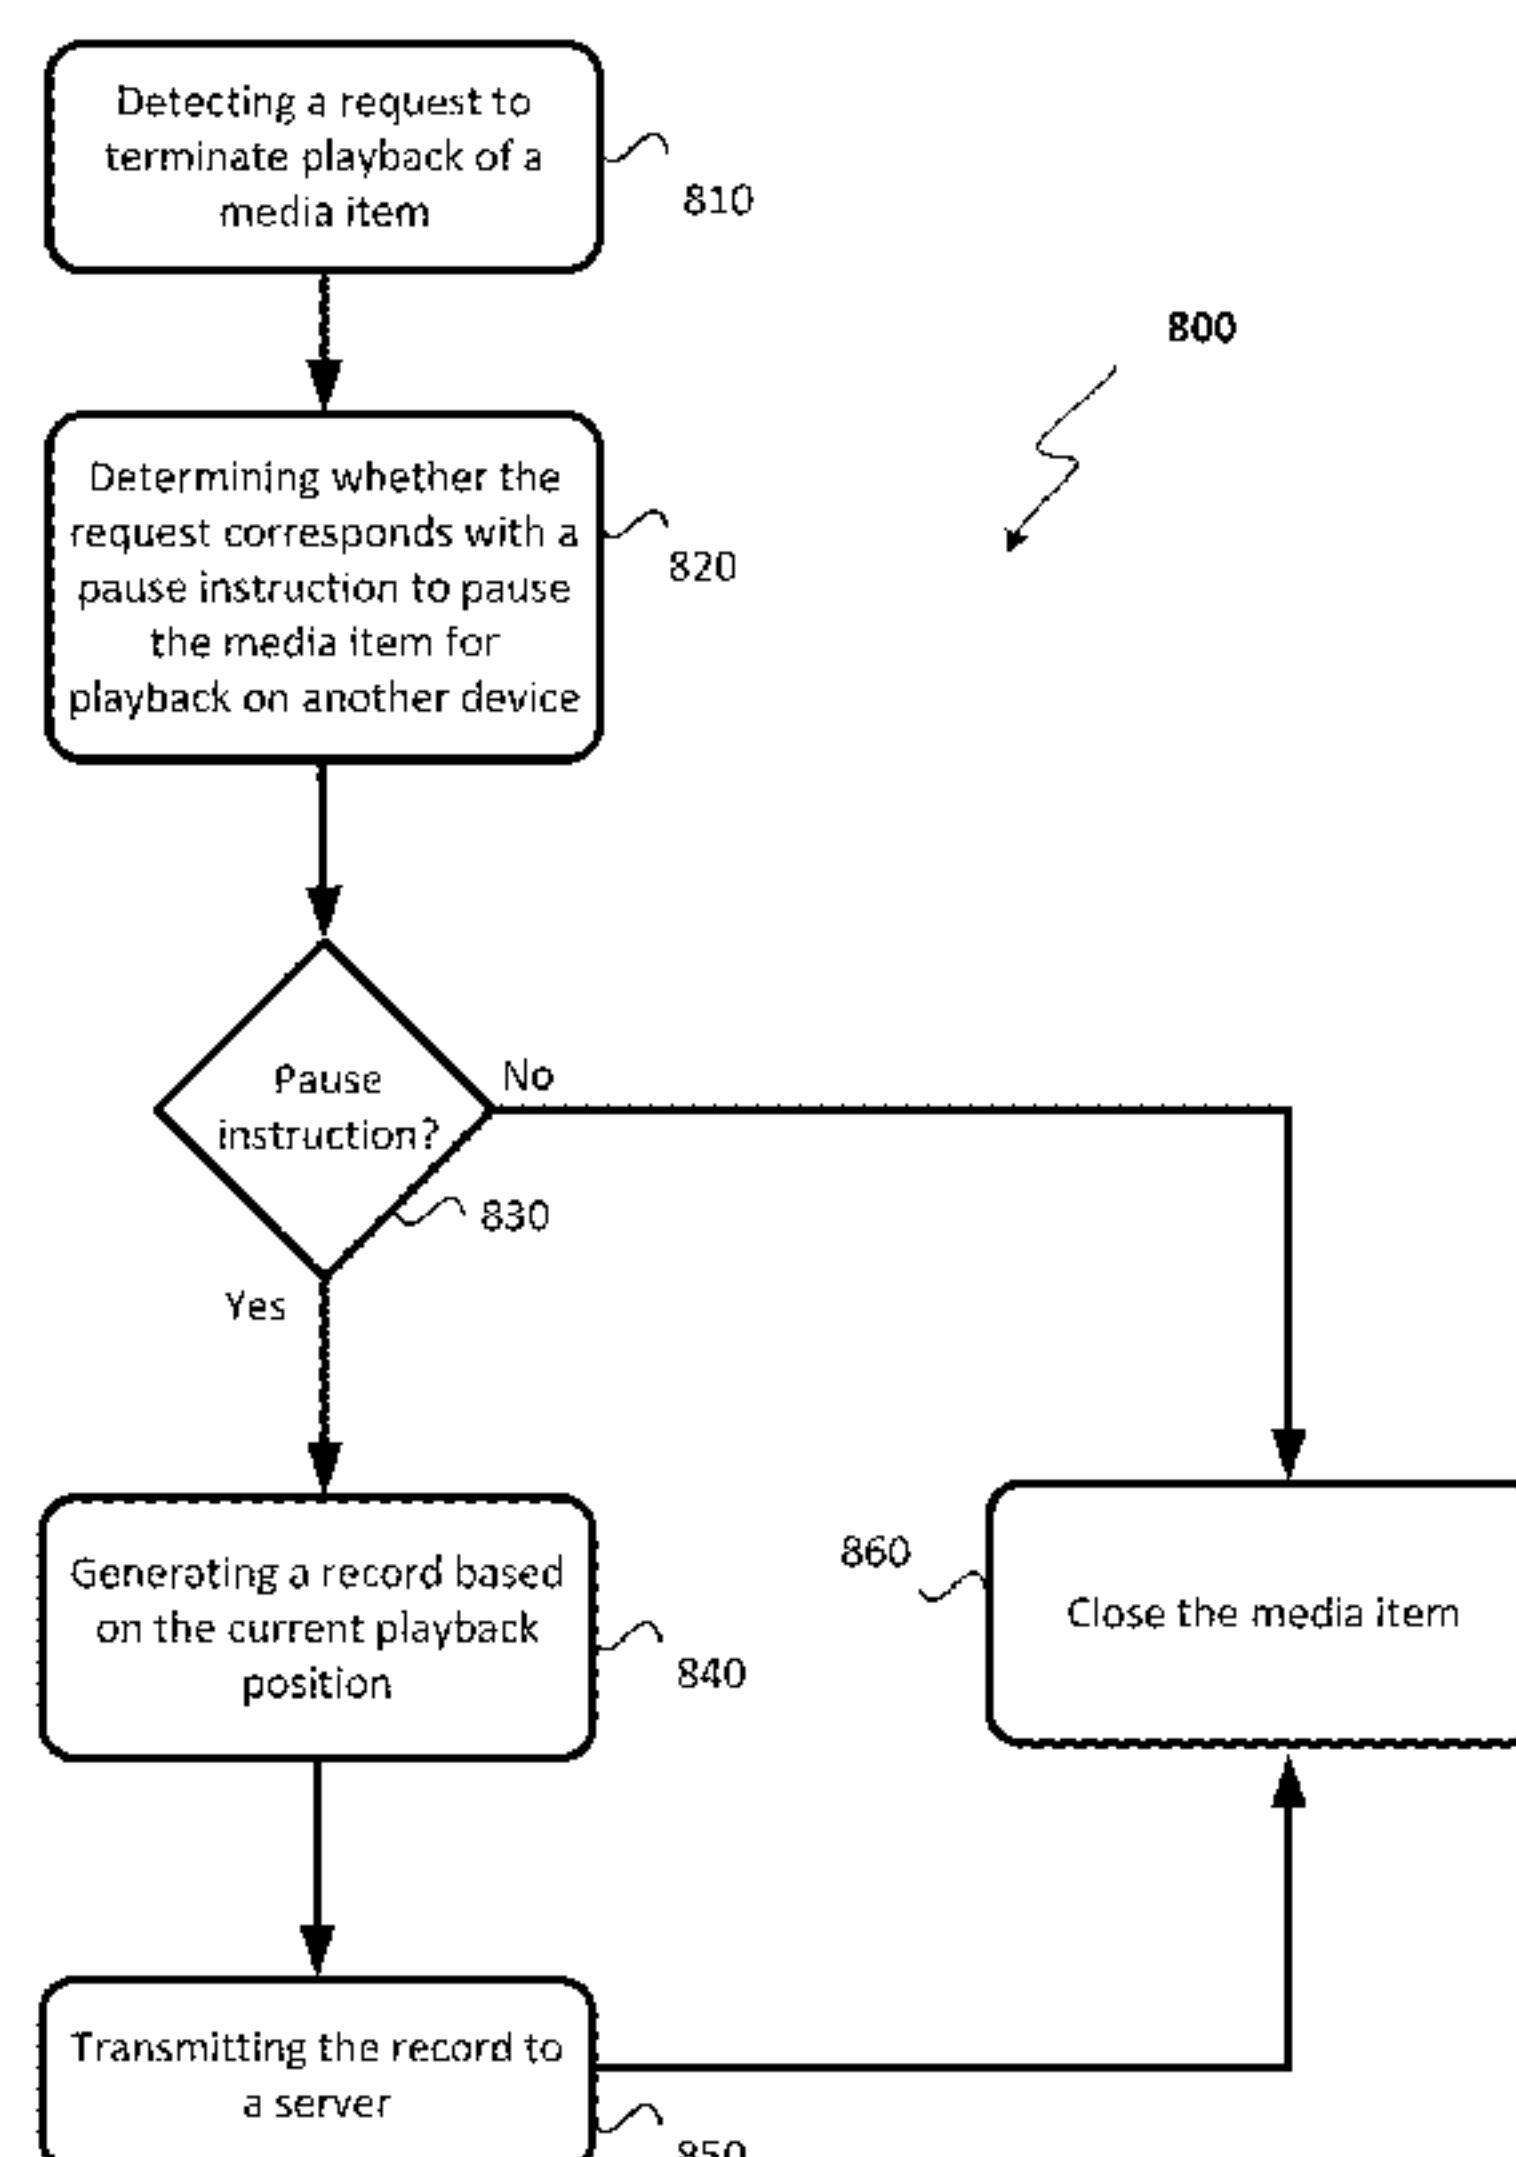 Detecting a request to
terminate playback of a
media item
810
800
Determining whether the
request corresponds with a
pause instruction to pause
the media item for
playback on another device
820
Pause
instruction?
No
830
Yes
Generating a record based
on the current playback
position
840
860
Close the media item
Transmitting the record to
a server
850